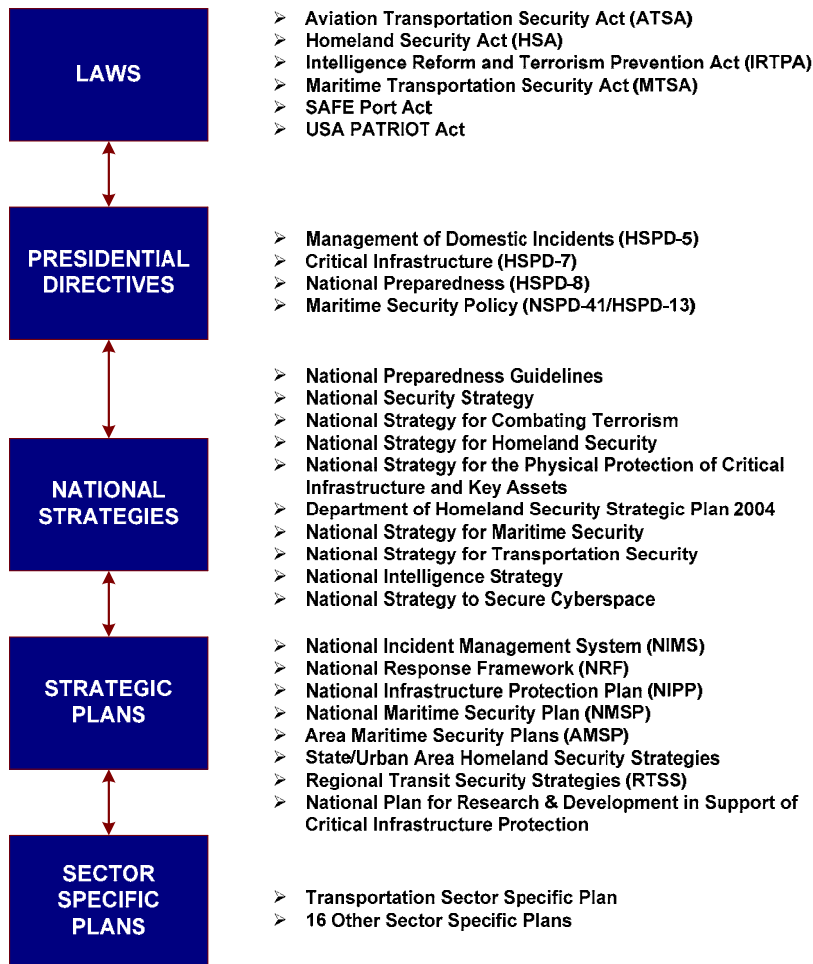 LAWS
➢ Aviation Transportation Security Act (ATSA)
➢ Homeland Security Act (HSA)
➢ Intelligence Reform and Terrorism Prevention Act (IRTPA)
➢ Maritime Transportation Security Act (MTSA)
➢ SAFE Port Act
➢ USA PATRIOT Act
PRESIDENTIAL
DIRECTIVES
➢ Management of Domestic Incidents (HSPD-5)
➢ Critical Infrastructure (HSPD-7)
➢ National Preparedness (HSPD-8)
➢ Maritime Security Policy (NSPD-41/HSPD-13)
NATIONAL
STRATEGIES
➢ National Preparedness Guidelines
➢ National Security Strategy
➢ National Strategy for Combating Terrorism
➢ National Strategy for Homeland Security
➢ National Strategy for the Physical Protection of Critical
Infrastructure and Key Assets
➢ Department of Homeland Security Strategic Plan 2004
➢ National Strategy for Maritime Security
➢ National Strategy for Transportation Security
➢ National Intelligence Strategy
➢ National Strategy to Secure Cyberspace
STRATEGIC
PLANS
➢ National Incident Management System (NIMS)
➢ National Response Framework (NRF)
➢ National Infrastructure Protection Plan (NIPP)
➢ National Maritime Security Plan (NMSP)
➢ Area Maritime Security Plans (AMSP)
➢ State/Urban Area Homeland Security Strategies
➢ Regional Transit Security Strategies (RTSS)
➢ National Plan for Research & Development in Support of
Critical Infrastructure Protection
SECTOR
SPECIFIC
PLANS
➢ Transportation Sector Specific Plan
➢ 16 Other Sector Specific Plans